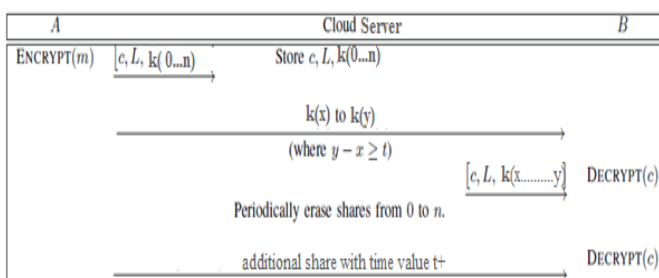 A Cloud Server B
ENCRYPT(m) [c, L, k( 0...n) Store c, L, k(0...n)
k(x) to k(y)
(where y − x ≥ t)
[c, L, k(x.........y] DECRYPT(c)
Periodically erase shares from 0 to n.
additional share with time value t+ DECRYPT(c)